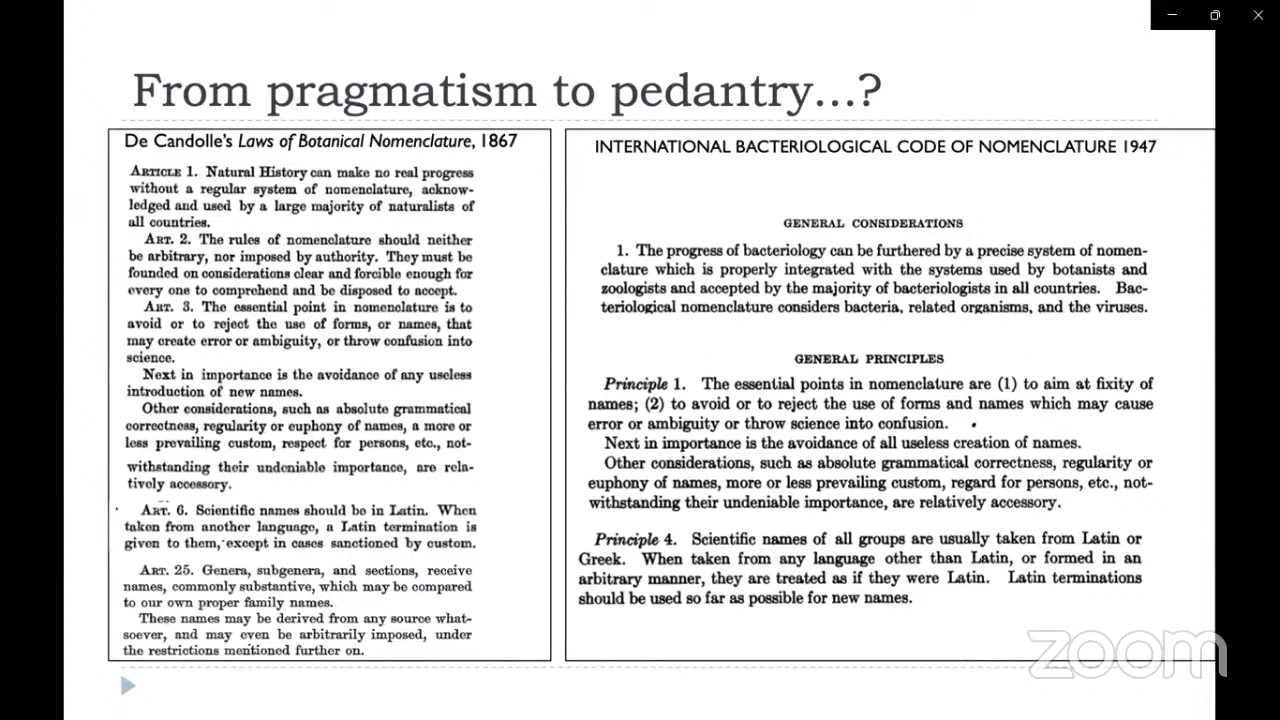 From pragmatism to pedantry...?
De Candolle's Laws of Botanical Nomenclature, 1867
ARTICLE 1. Natural History can make no real progress
without a regular system of nomenclature, acknow-
ledged and used by a large majority of naturalists of
all countries.
ART. 2. The rules of nomenclature should neither
be arbitrary, nor imposed by authority. They must be
founded on considerations clear and forcible enough for
every one to comprehend and be disposed to accept.
ART. 3. The essential point in nomenclature is to
avoid or to reject the use of forms, or names, that
may create error or ambiguity, or throw confusion into
science.
Next in importance is the avoidance of any useless
introduction of new names.
Other considerations, such as absolute grammatical
correctness, regularity or euphony of names, a more or
less prevailing custom, respect for persons, etc., not-
withstanding their undeniable importance, are rela-
tively accessory.
ART. 6. Scientific names should be in Latin. When
taken from another language, a Latin termination is
given to them, except in cases sanctioned by custom.
ART. 25. Genera, subgenera, and sections, receive
names, commonly substantive, which may be compared
to our own proper family names.
These names may be derived from any source what-
soever, and may even be arbitrarily imposed, under
the restrictions mentioned further on.
INTERNATIONAL BACTERIOLOGICAL CODE OF NOMENCLATURE 1947
GENERAL CONSIDERATIONS
1. The progress of bacteriology can be furthered by a precise system of nomen-
clature which is properly integrated with the systems used by botanists and
zoologists and accepted by the majority of bacteriologists in all countries. Bac-
teriological nomenclature considers bacteria, related organisms, and the viruses.
GENERAL PRINCIPLES
Principle 1. The essential points in nomenclature are (1) to aim at fixity of
names; (2) to avoid or to reject the use of forms and names which may cause
error or ambiguity or throw science into confusion.
Next in importance is the avoidance of all useless creation of names.
Other considerations, such as absolute grammatical correctness, regularity or
euphony of names, more or less prevailing custom, regard for persons, etc., not-
withstanding their undeniable importance, are relatively accessory.
Principle 4. Scientific names of all groups are usually taken from Latin or
Greek. When taken from any language other than Latin, or formed in an
arbitrary manner, they are treated as if they were Latin. Latin terminations
should be used so far as possible for new names.
zoom